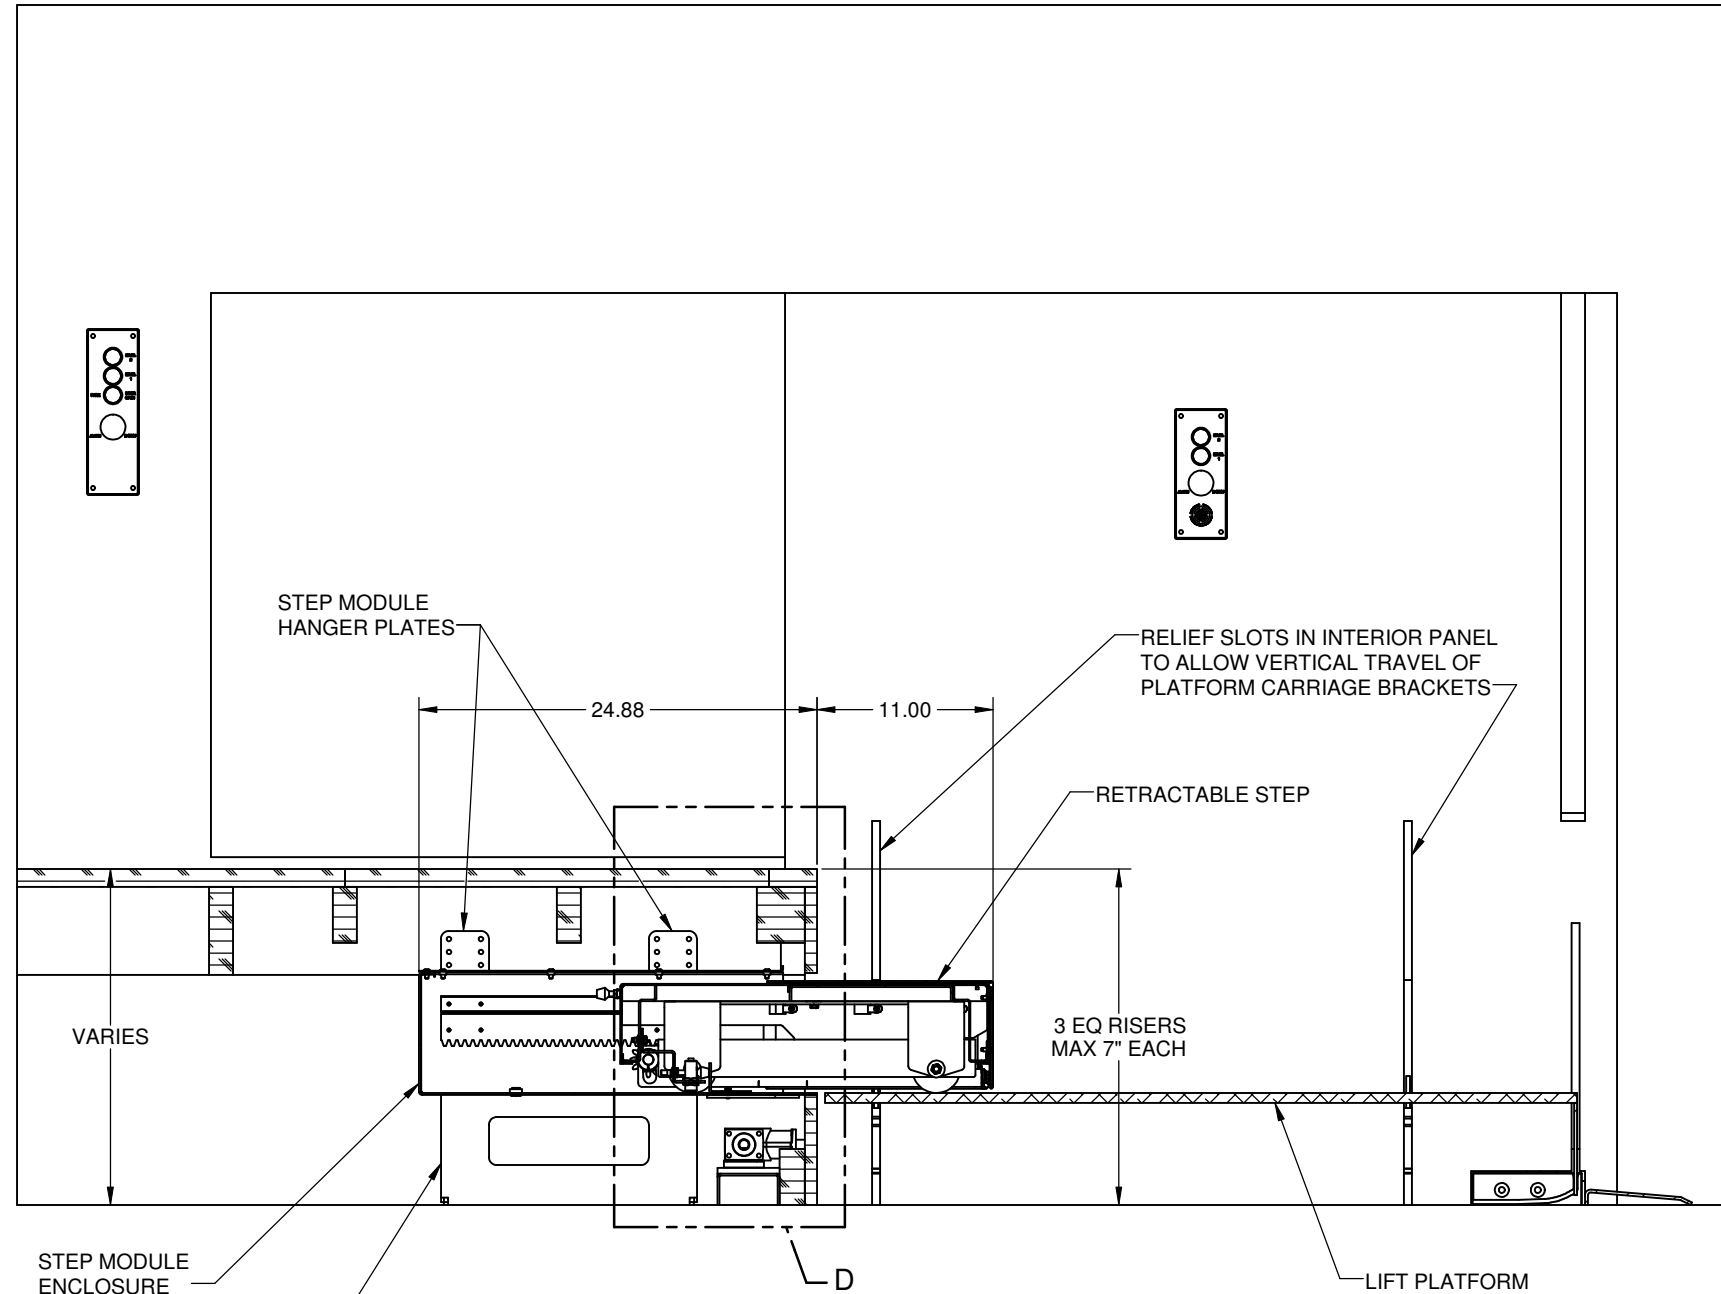 STEP MODULE
HANGER PLATES
RELIEF SLOTS IN INTERIOR PANEL
TO ALLOW VERTICAL TRAVEL OF
PLATFORM CARRIAGE BRACKETS
24.88
11.00
RETRACTABLE STEP
VARIES
3 EQ RISERS
MAX 7" EACH
STEP MODULE
ENCLOSURE
D
LIFT PLATFORM